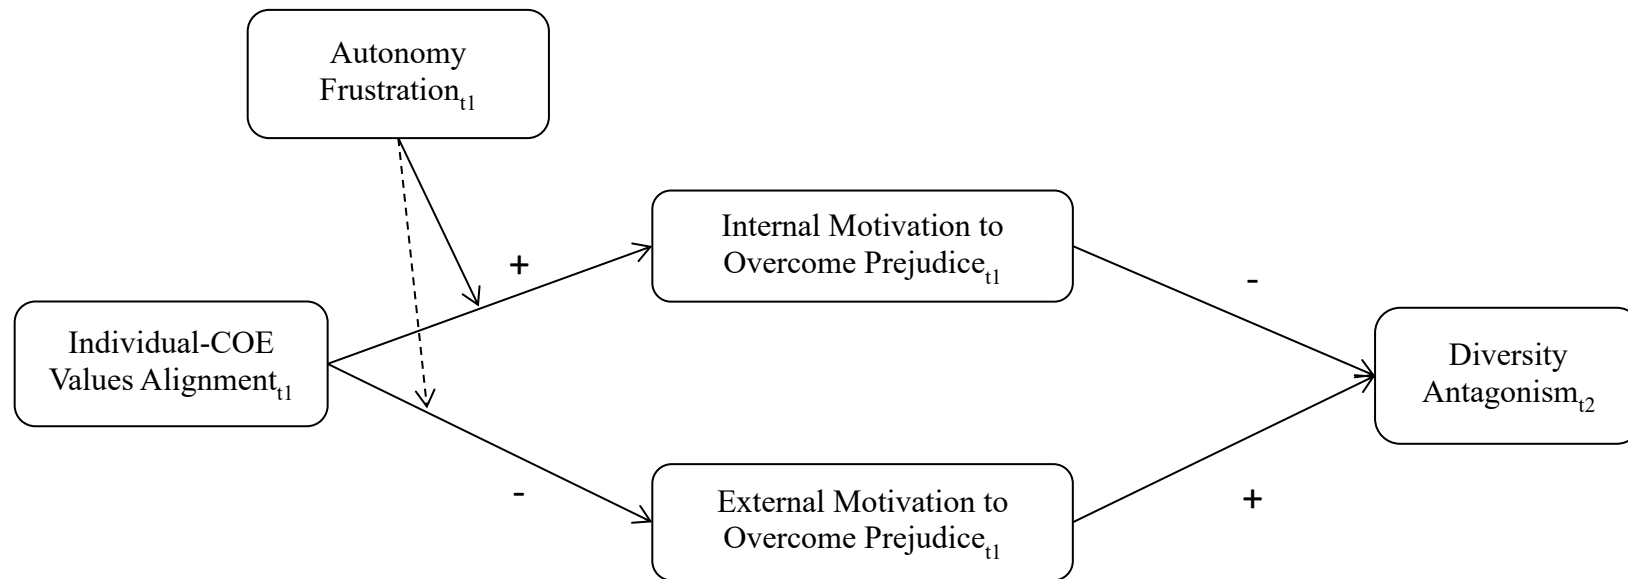 Autonomy
Frustrationt1
Internal Motivation to
Overcome Prejudicet1
+
-
Individual-COE
Values Alignmentt1
Diversity
Antagonismt2
External Motivation to
Overcome Prejudicet1
-
+